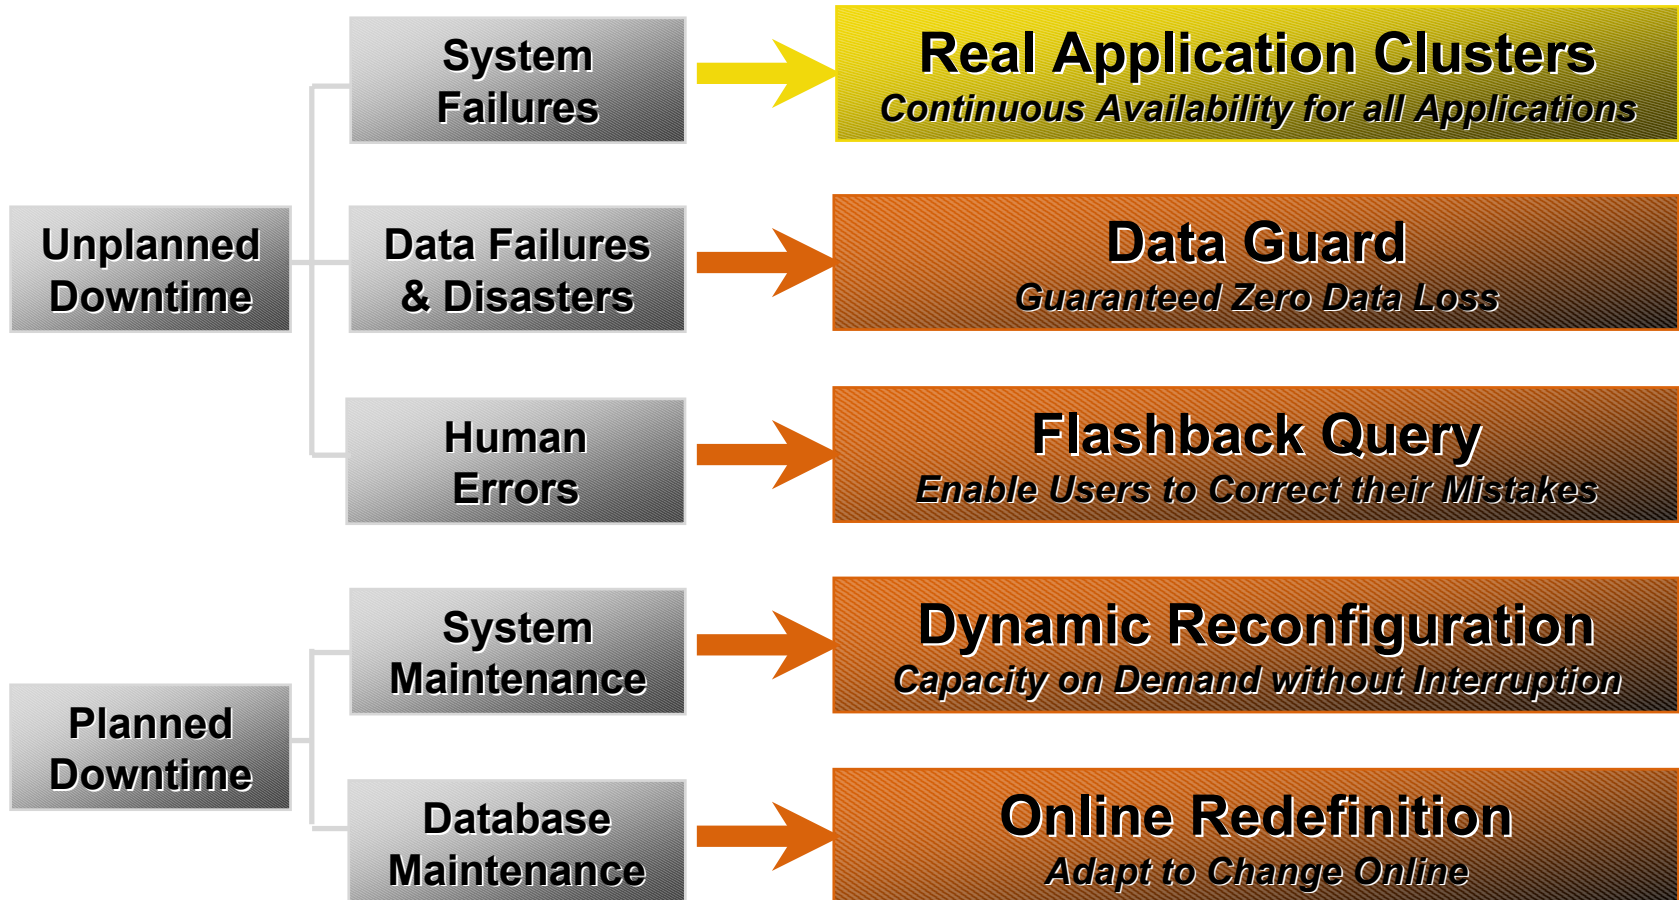 System
Failures
Real Application Clusters
Continuous Availability for all Applications
Unplanned
Downtime
Data Failures
& Disasters
Data Guard
Guaranteed Zero Data Loss
Human
Errors
Flashback Query
Enable Users to Correct their Mistakes
System
Maintenance
Dynamic Reconfiguration
Capacity on Demand without Interruption
Planned
Downtime
Database
Maintenance
Online Redefinition
Adapt to Change Online